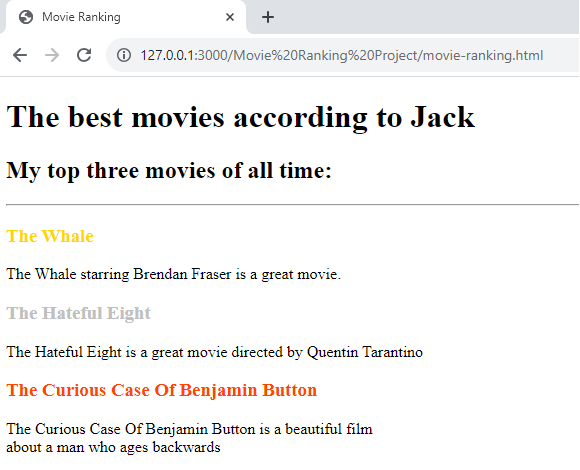 Movie Ranking
127.0.0.1:3000/Movie%20Ranking%20Project/movie-ranking.html
The best movies according to Jack
My top three movies of all time:
The Whale
The Whale starring Brendan Fraser is a great movie.
The Hateful Eight
The Hateful Eight is a great movie directed by Quentin Tarantino
The Curious Case Of Benjamin Button
The Curious Case Of Benjamin Button is a beautiful film
about a man who ages backwards